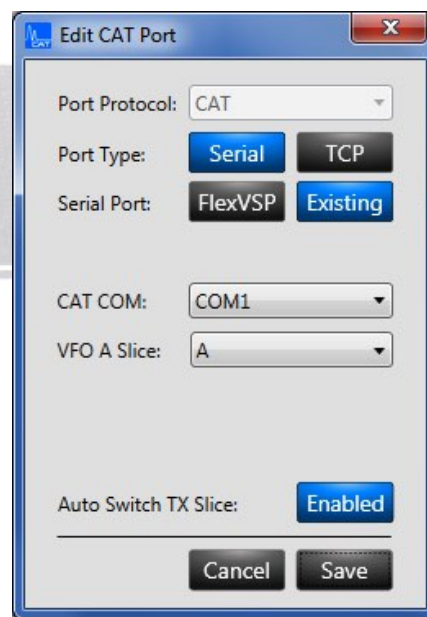 CAT Edit CAT Port X
Port Protocol: CAT
Port Type: Serial TCP
Serial Port: FlexVSP Existing
CAT COM: COM1
VFO A Slice: A
Auto Switch TX Slice: Enabled
Cancel Save